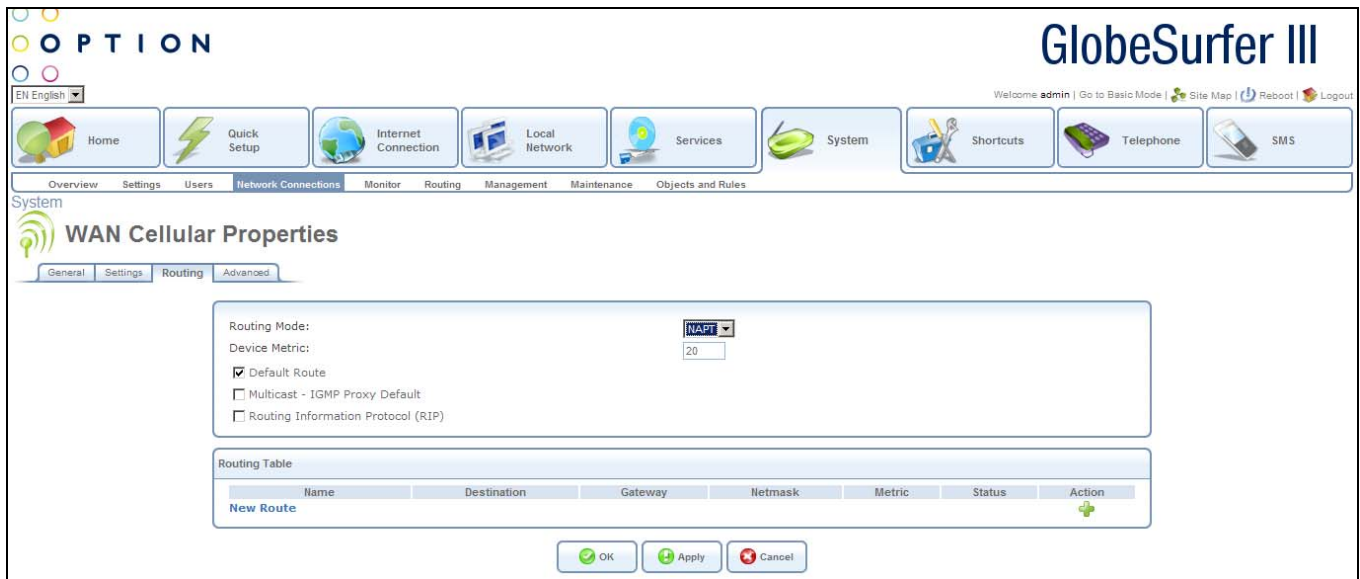 OPTION
GlobeSurfer III
EN English
Welcome admin | Go to Basic Mode | Site Map | Reboot | Logout
Home
Quick Setup
Internet Connection
Local Network
Services
System
Shortcuts
Telephone
SMS
Overview Settings Users Network Connections Monitor Routing Management Maintenance Objects and Rules
System
WAN Cellular Properties
General Settings Routing Advanced
Routing Mode: NAPT
Device Metric: 20
Default Route
Multicast - IGMP Proxy Default
Routing Information Protocol (RIP)
Routing Table
Name Destination Gateway Netmask Metric Status Action
New Route
OK Apply Cancel